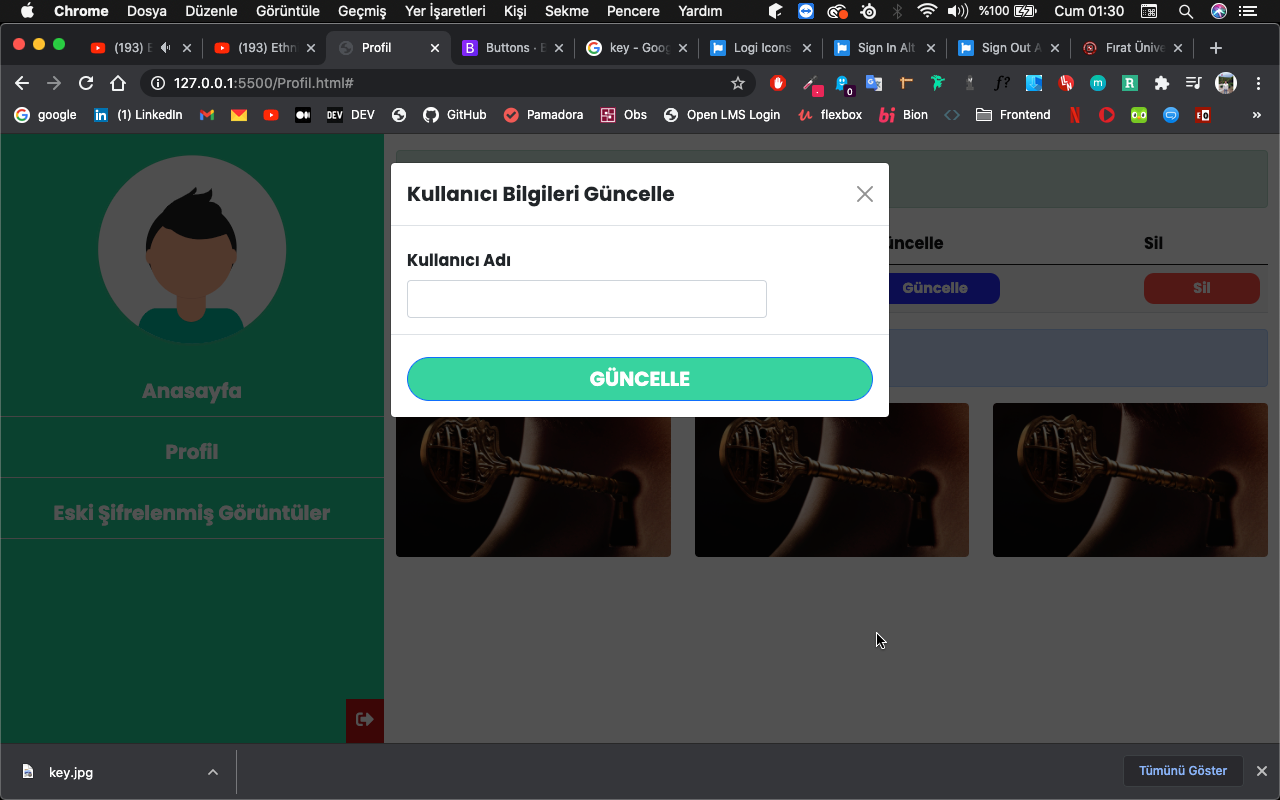 Chrome Dosya Düzenle Görüntüle Geçmiş Yer İşaretleri Kişi Sekme Pencere Yardım %100 Cum 01:30
(193) E (193) Ethn Profil Buttons · B key - Goog Logi Icons Sign In Alt Sign Out A Fırat Ünive
127.0.0.1:5500/Profil.html#
google (1) LinkedIn DEV DEV GitHub Pamadora Obs Open LMS Login flexbox Bion Frontend »
Kullanıcı Bilgileri Güncelle
üncelle Sil
Kullanıcı Adı
Güncelle Sil
GÜNCELLE
Anasayfa
Profil
Eski Şifrelenmiş Görüntüler
key.jpg Tümünü Göster